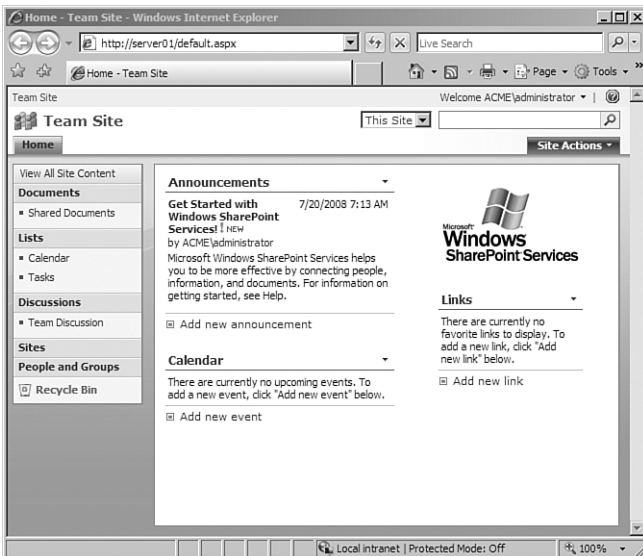 Home - Team Site - Windows Internet Explorer
http://server01/default.aspx
Live Search
Home - Team Site
Page
Tools
»
Team Site
Welcome ACME\administrator
Team Site
This Site
Home
Site Actions
View All Site Content
Documents
Shared Documents
Lists
Calendar
Tasks
Discussions
Team Discussion
Sites
People and Groups
Recycle Bin
Announcements
Get Started with
Windows SharePoint
Services! ! NEW
7/20/2008 7:13 AM
by ACME\administrator
Microsoft Windows SharePoint Services helps
you to be more effective by connecting people,
information, and documents. For information on
getting started, see Help.
Add new announcement
Calendar
There are currently no upcoming events. To
add a new event, click "Add new event" below.
Add new event
Microsoft
Windows
SharePoint Services
Links
There are currently no
favorite links to display. To
add a new link, click "Add
new link" below.
Add new link
Local intranet | Protected Mode: Off
100%